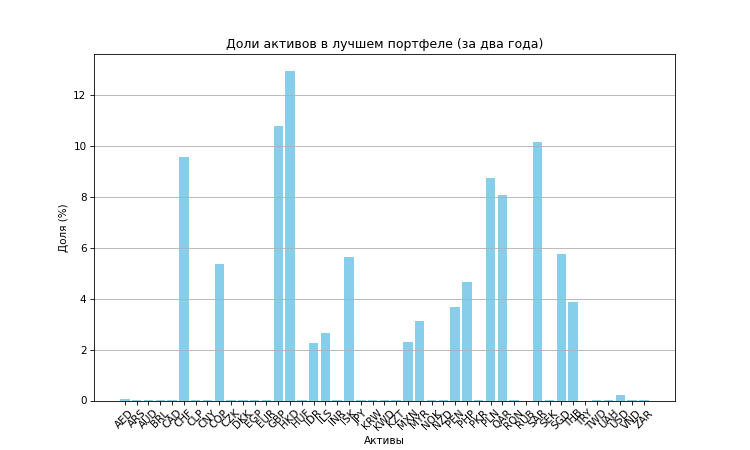 Доли активов в лучшем портфеле (за два года)
12
10
8
6
4
2
0
Доля (%)
AED
ARS
AUD
BRL
CAD
CHF
CLP
CNY
COP
CZK
DKK
EGP
EUR
GBP
HKD
HUF
IDR
ILS
INR
ISK
JPY
KRW
KWD
KZT
MXN
MYR
NOK
NZD
PEN
PHP
PKR
PLN
QAR
RON
RUB
SAR
SEK
SGD
THB
TRY
TWD
UAH
USD
VND
ZAR
Активы